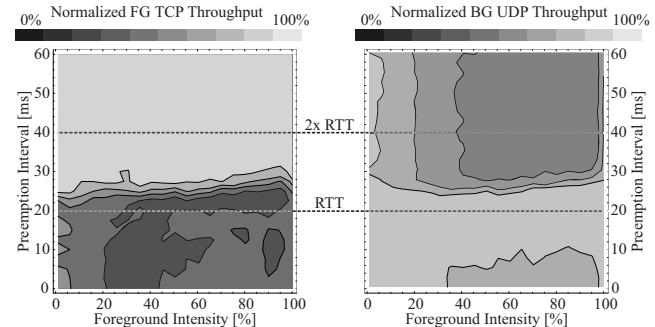 Normalized FG TCP Throughput
0% 100%
Normalized BG UDP Throughput
0% 100%
Preemption Interval [ms]
60
50
40
30
20
10
0
0 20 40 60 80 100
Foreground Intensity [%]
2x RTT
RTT
60
50
40
30
20
10
0
Preemption Interval [ms]
0 20 40 60 80 100
Foreground Intensity [%]